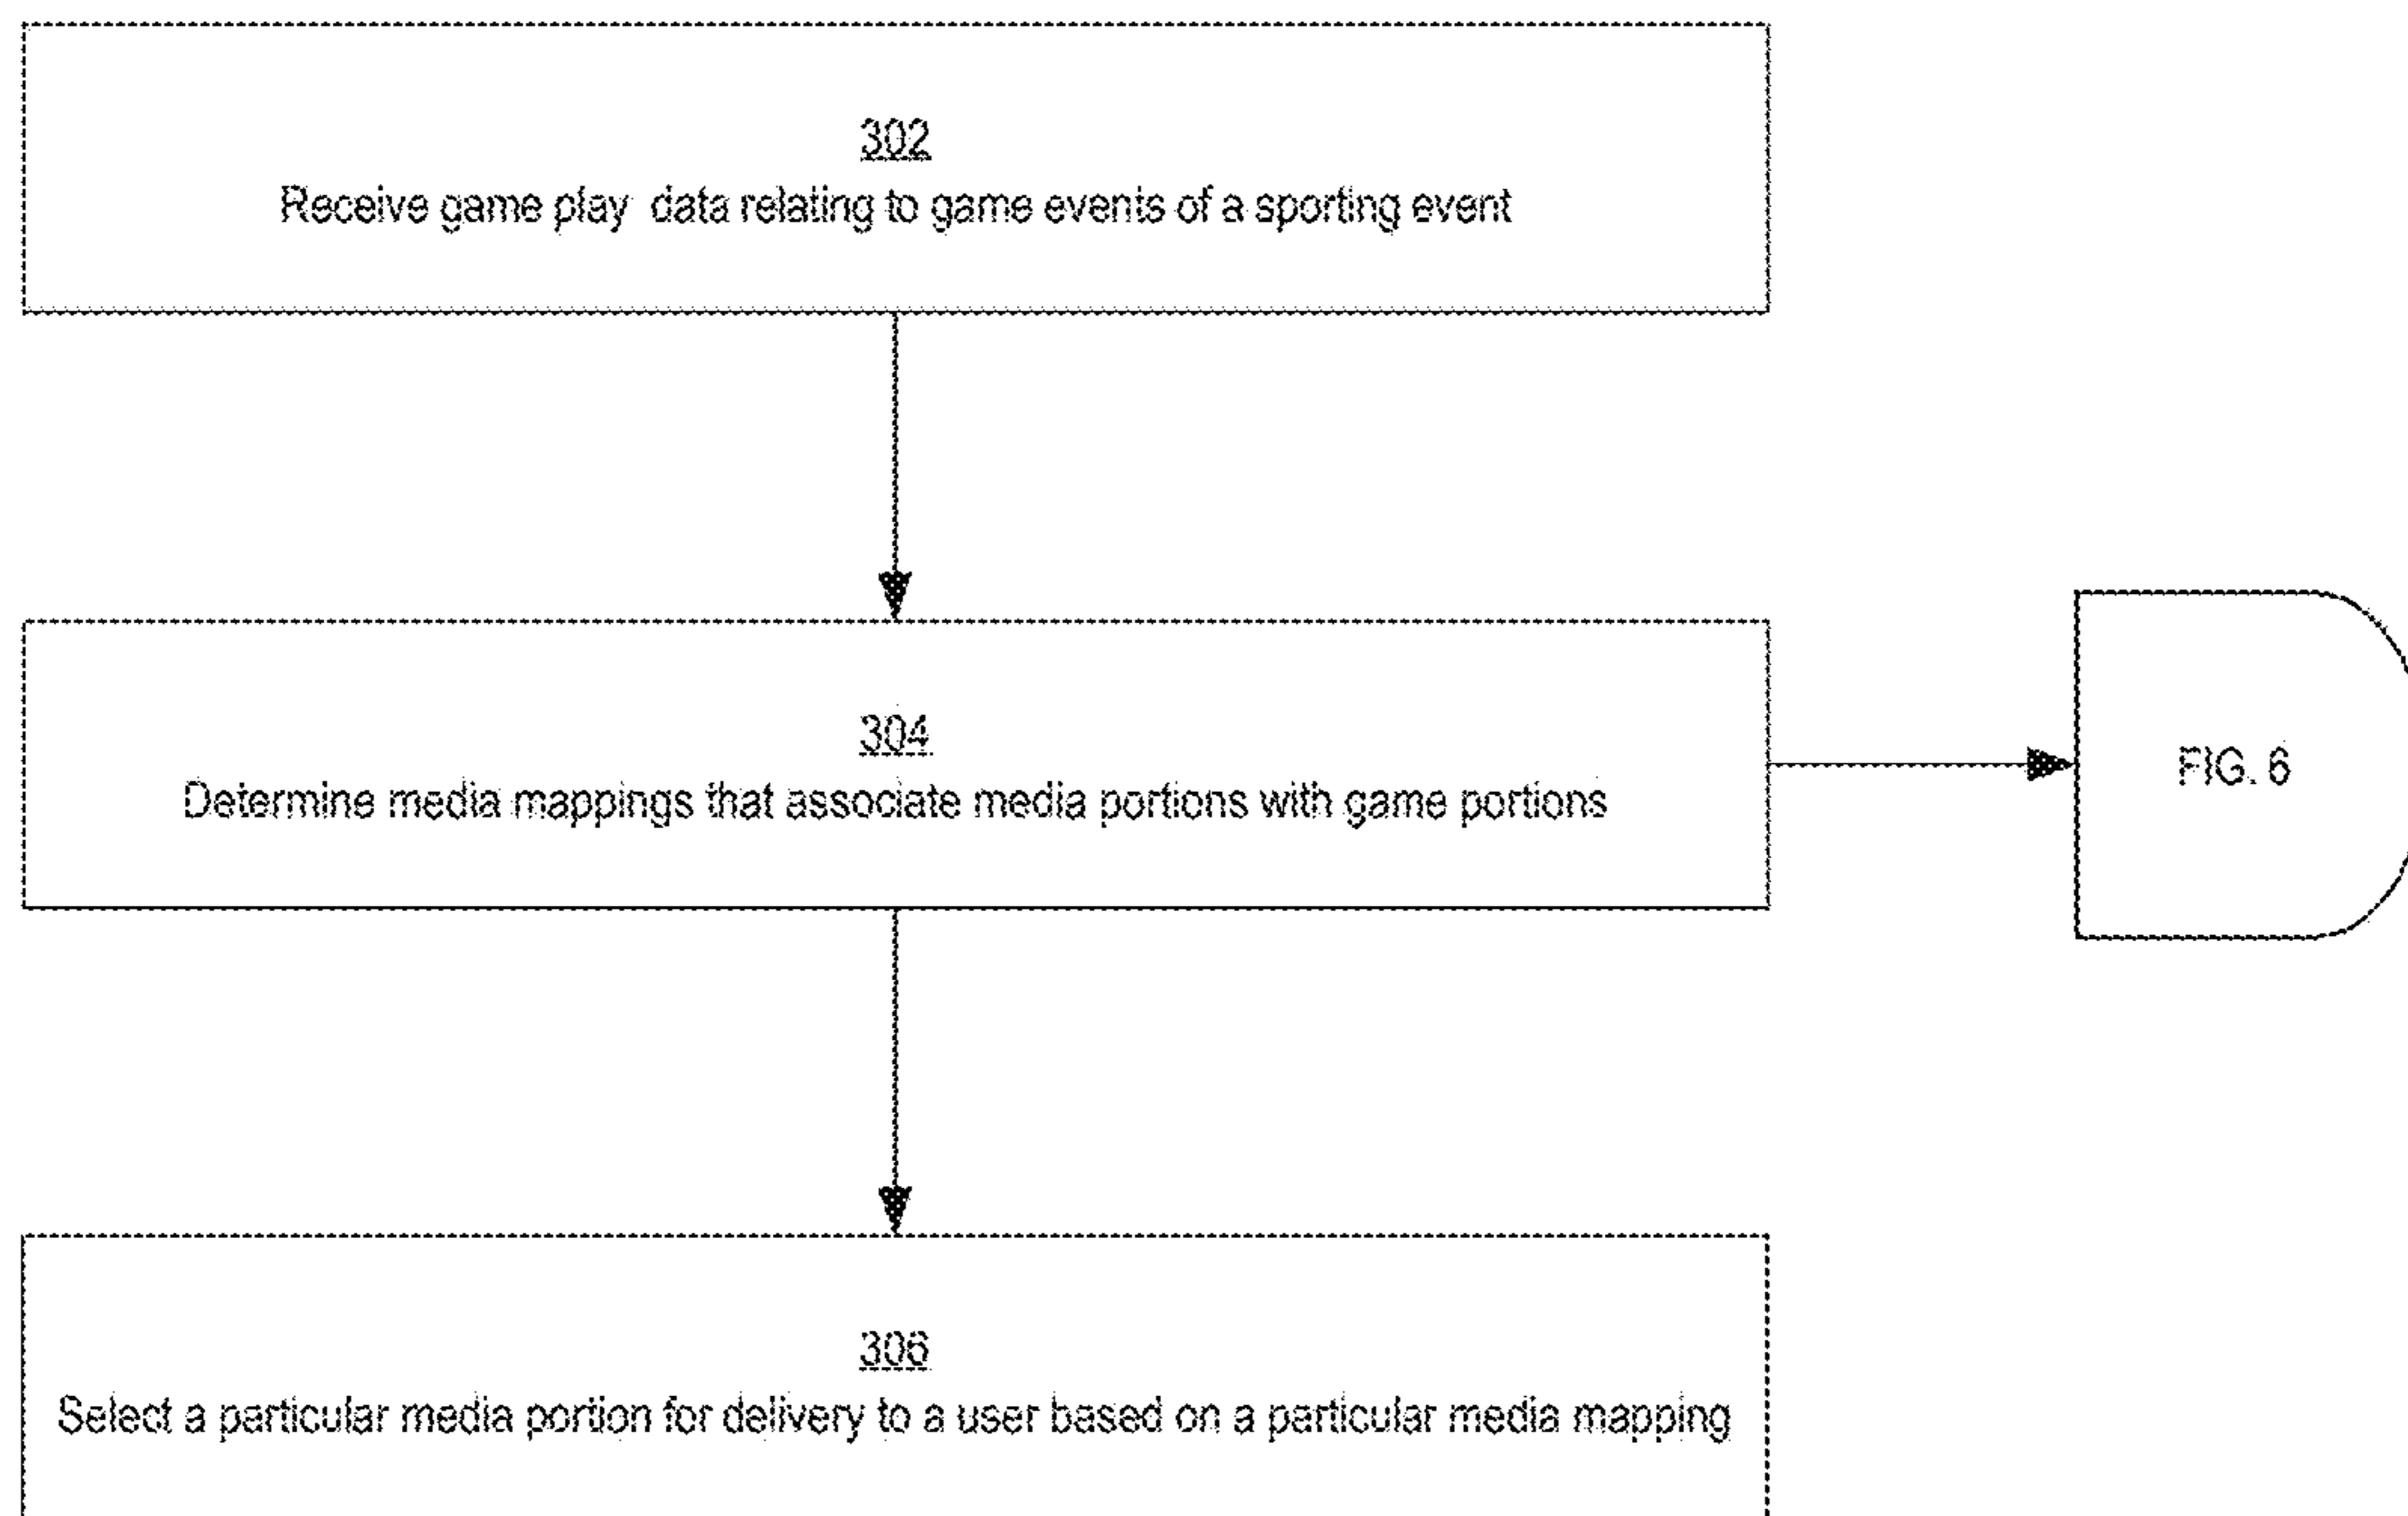 302
Receive game play data relating to game events of a sporting event
304
Determine media mappings that associate media portions with game portions
FIG. 6
306
Select a particular media portion for delivery to a user based on a particular media mapping